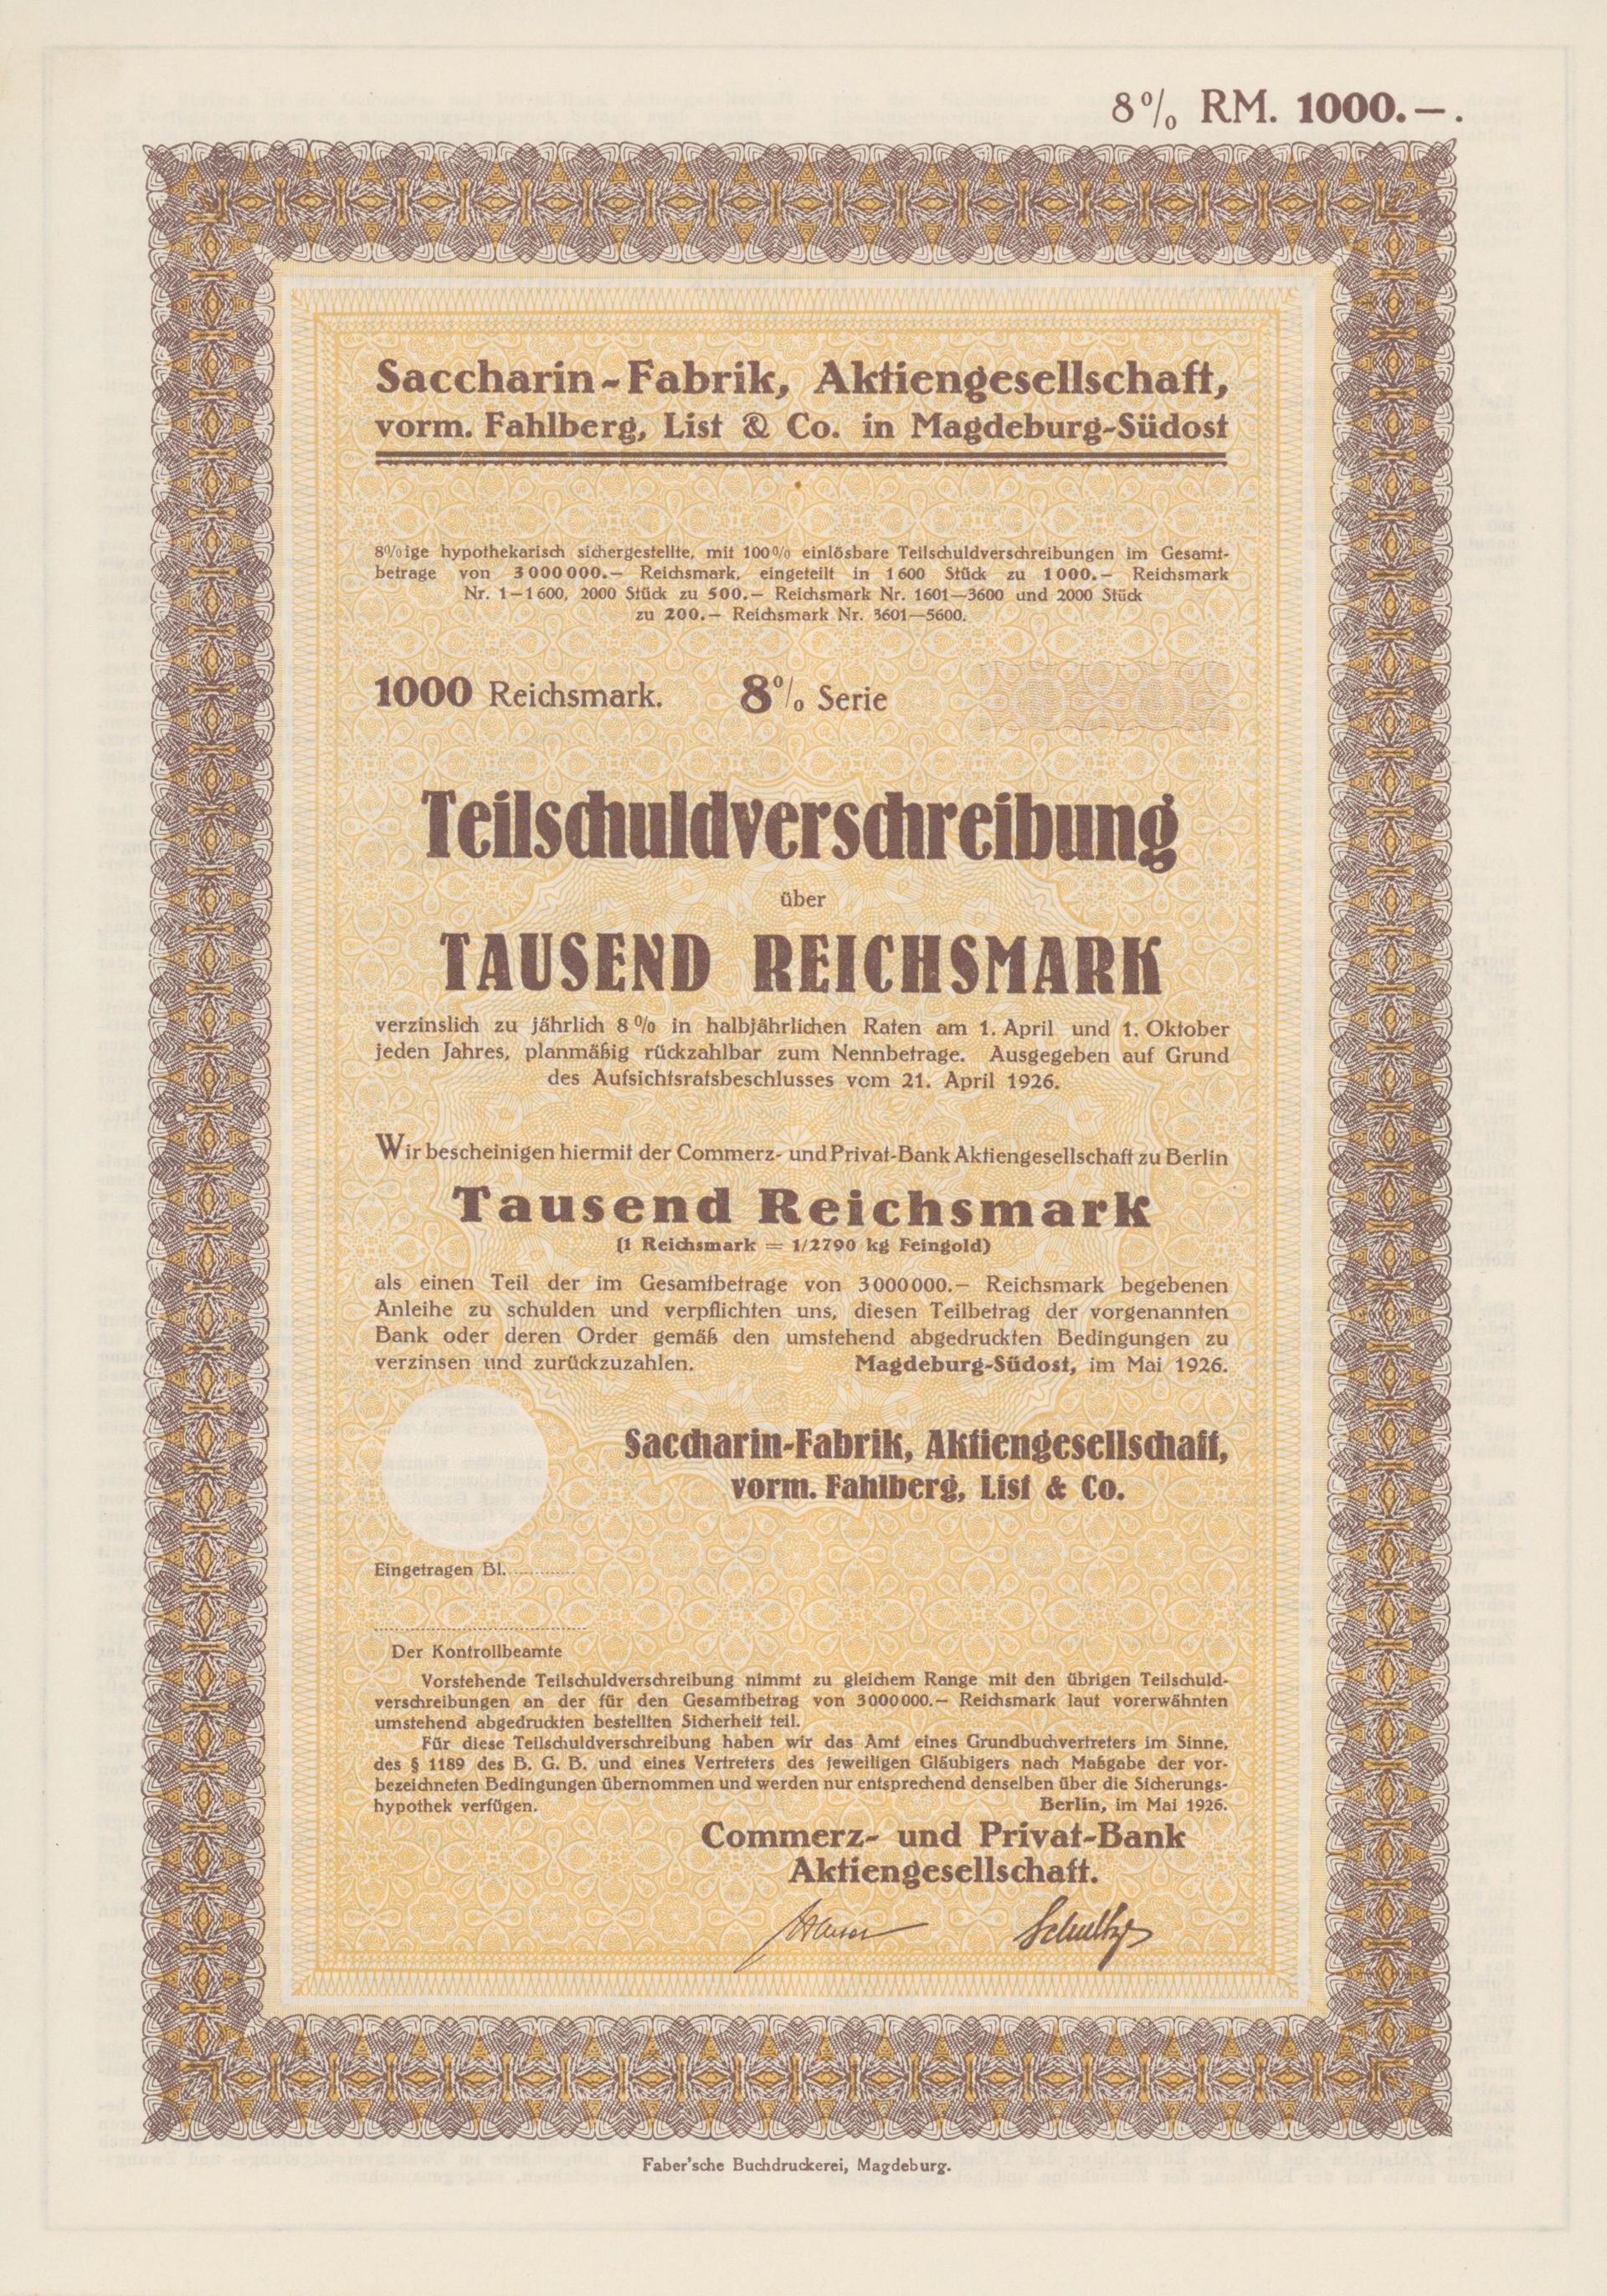 8% RM. 1000.—.
Saccharin-Fabrik, Aktiengesellschaft,
vorm. Fahlberg, List & Co. in Magdeburg-Südost
8%ige hypothekarisch sichergestellte, mit 100% einlösbare Teilschuldverschreibungen im Gesamt-
betrage von 3000000.— Reichsmark, eingeteilt in 1600 Stück zu 1000.— Reichsmark
Nr. 1—1600, 2000 Stück zu 500.— Reichsmark Nr. 1601—3600 und 2000 Stück
zu 200.— Reichsmark Nr. 3601—5600.
1000 Reichsmark. 8% Serie
Teilschuldverschreibung
über
TAUSEND REICHSMARK
verzinslich zu jährlich 8% in halbjährlichen Raten am 1. April und 1. Oktober
jeden Jahres, planmäßig rückzahlbar zum Nennbetrage. Ausgegeben auf Grund
des Aufsichtsratsbeschlusses vom 21. April 1926.
Wir bescheinigen hiermit der Commerz- und Privat-Bank Aktiengesellschaft zu Berlin
Tausend Reichsmark
(1 Reichsmark = 1/2790 kg Feingold)
als einen Teil der im Gesamtbetrage von 3000000.— Reichsmark begebenen
Anleihe zu schulden und verpflichten uns, diesen Teilbetrag der vorgenannten
Bank oder deren Order gemäß den umstehend abgedruckten Bedingungen zu
verzinsen und zurückzuzahlen. Magdeburg-Südost, im Mai 1926.
Saccharin-Fabrik, Aktiengesellschaft,
vorm. Fahlberg, List & Co.
Eingetragen Bl. ............
Der Kontrollbeamte
Vorstehende Teilschuldverschreibung nimmt zu gleichem Range mit den übrigen Teilschuld-
verschreibungen an der für den Gesamtbetrag von 3000000.— Reichsmark laut vorerwähnten
umstehend abgedruckten bestellten Sicherheit teil.
Für diese Teilschuldverschreibung haben wir das Amt eines Grundbuchvertreters im Sinne,
des § 1189 des B. G. B. und eines Vertreters des jeweiligen Gläubigers nach Maßgabe der vor-
bezeichneten Bedingungen übernommen und werden nur entsprechend denselben über die Sicherungs-
hypothek verfügen. Berlin, im Mai 1926.
Commerz- und Privat-Bank
Aktiengesellschaft.
Schultze
Faber'sche Buchdruckerei, Magdeburg.